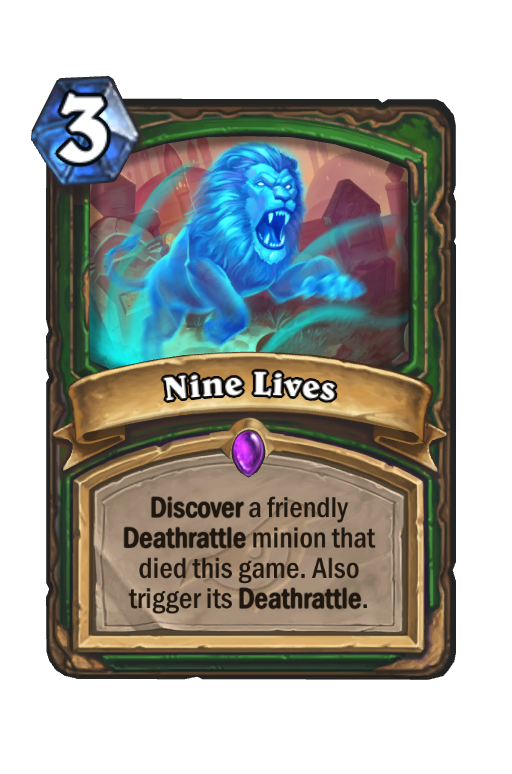 3
Nine Lives
Discover a friendly
Deathrattle minion that
died this game. Also
trigger its Deathrattle.